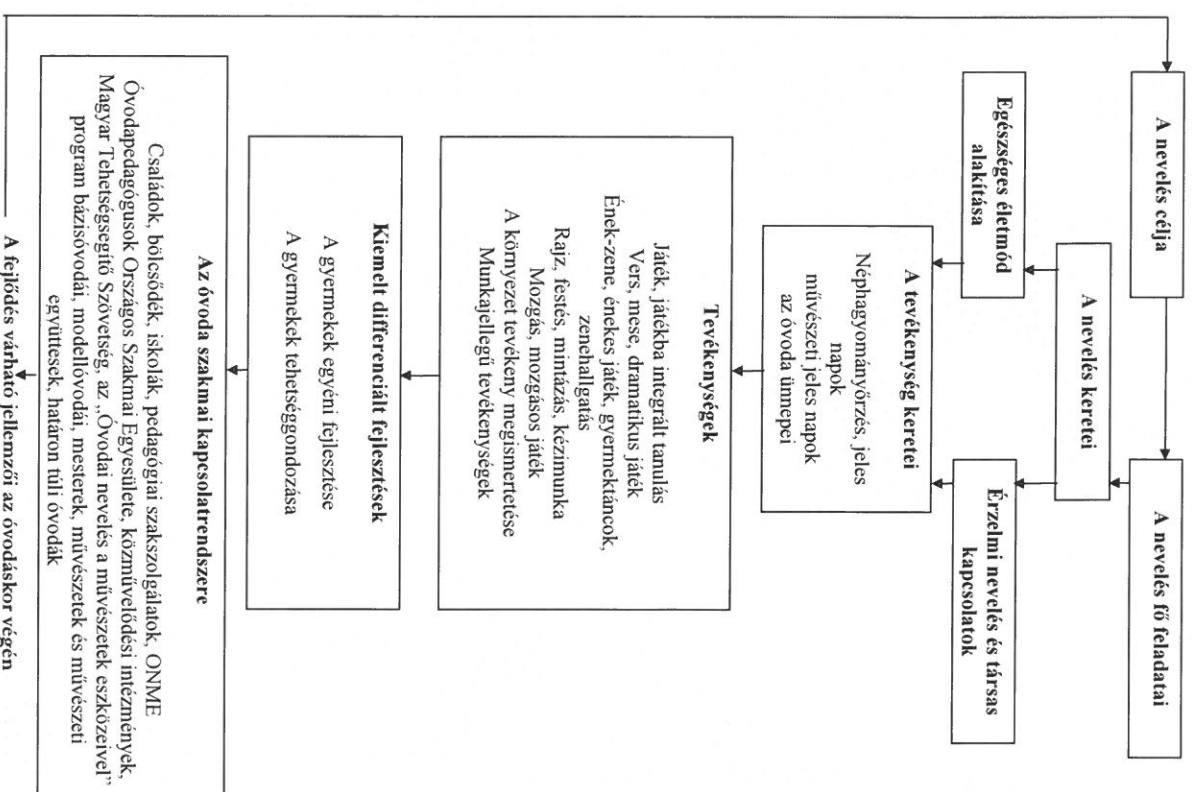 A nevelés célja
A nevelés fő feladatai
A nevelés keretei
Egészséges életmód
alakítása
Érzelmi nevelés és társas
kapcsolatok
A tevékenység keretei
Néphagyományőrzés, jeles
napok
művészeti jeles napok
az óvoda ünnepei
Tevékenységek
Játék, játékba integrált tanulás
Vers, mese, dramatikus játék
Ének-zene, énekes játék, gyermektáncok,
zenehallgatás
Rajz, festés, mintázás, kézimunka
Mozgás, mozgásos játék
A környezet tevékeny megismertetése
Munkajellegű tevékenységek
Kiemelt differenciált fejlesztések
A gyermekek egyéni fejlesztése
A gyermekek tehetséggondozása
Az óvoda szakmai kapcsolatrendszere
Családok, bölcsődék, iskolák, pedagógiai szakszolgálatok, ONME
Óvodapedagógusok Országos Szakmai Egyesülete, közművelődési intézmények,
Magyar Tehetségsegítő Szövetség, az „Óvodai nevelés a művészetek eszközeivel”
program bázisóvodái, modellóvodái, mesterek, művészetek és művészeti
együttesek, határon túli óvodák
A fejlődés várható jellemzői az óvodáskor végén